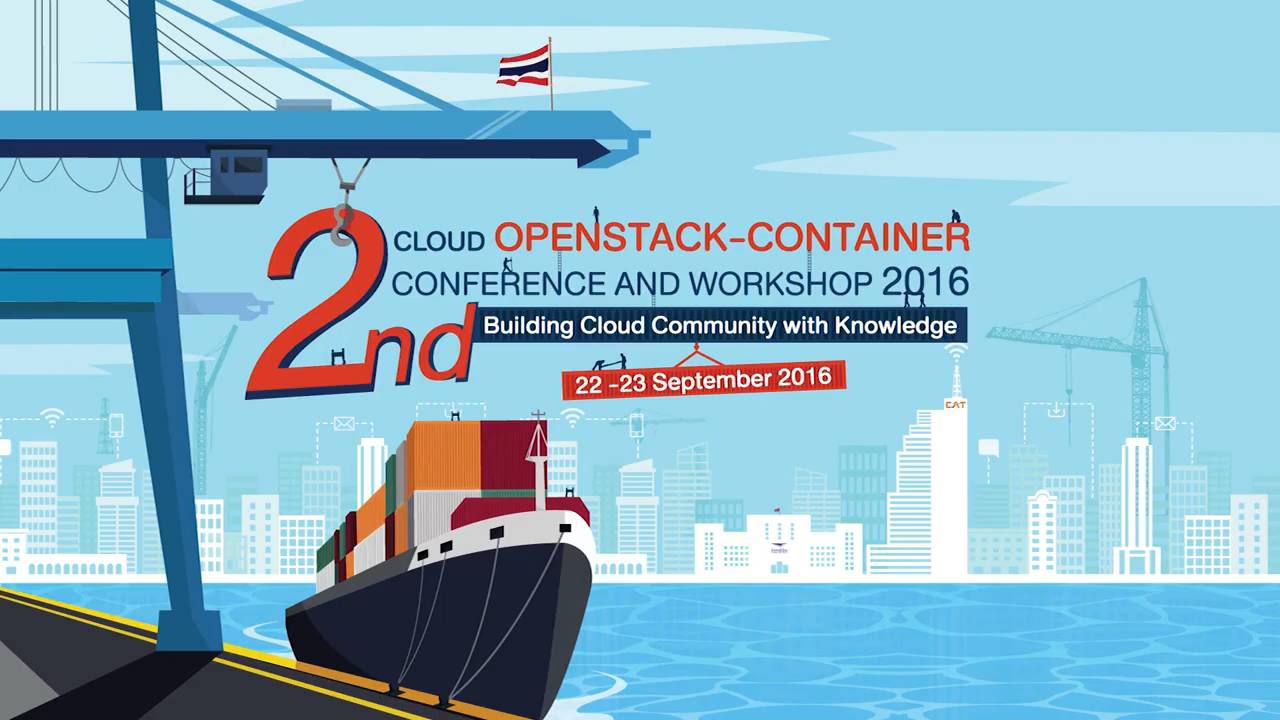 2nd
CLOUD OPENSTACK-CONTAINER
CONFERENCE AND WORKSHOP 2016
Building Cloud Community with Knowledge
22 -23 September 2016
CAT